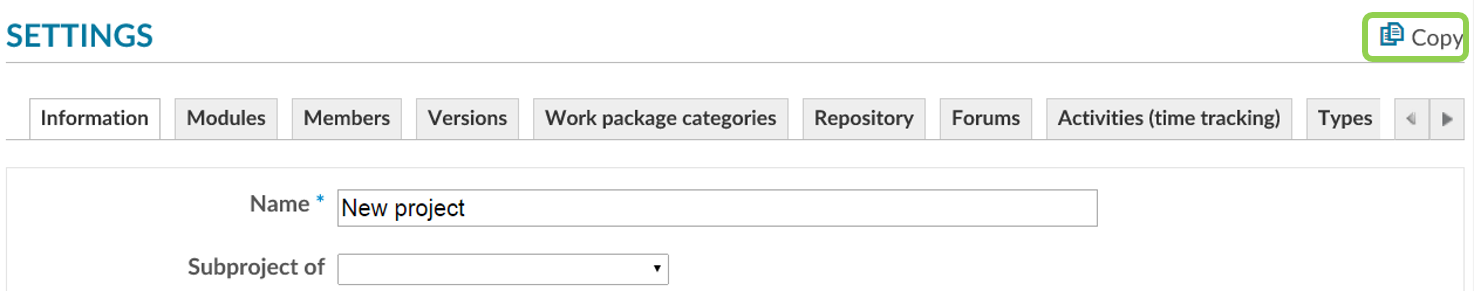 SETTINGS Copy
Information Modules Members Versions Work package categories Repository Forums Activities (time tracking) Types
Name * New project
Subproject of